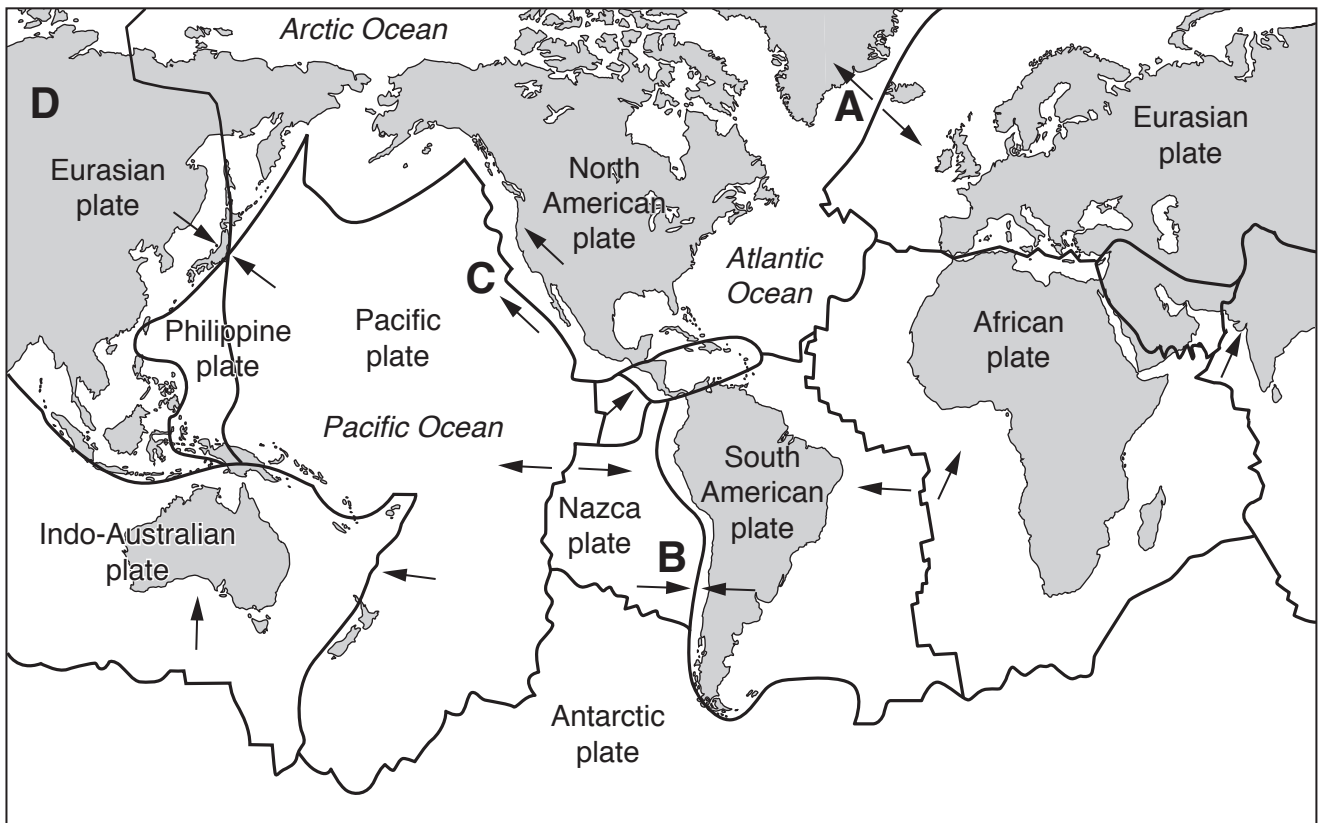 Arctic Ocean
D
A
Eurasian
plate
Eurasian
plate
North
American
plate
C
Atlantic
Ocean
Philippine
plate
Pacific
plate
African
plate
Pacific Ocean
South
American
plate
Nazca
plate
Indo-Australian
plate
B
Antarctic
plate